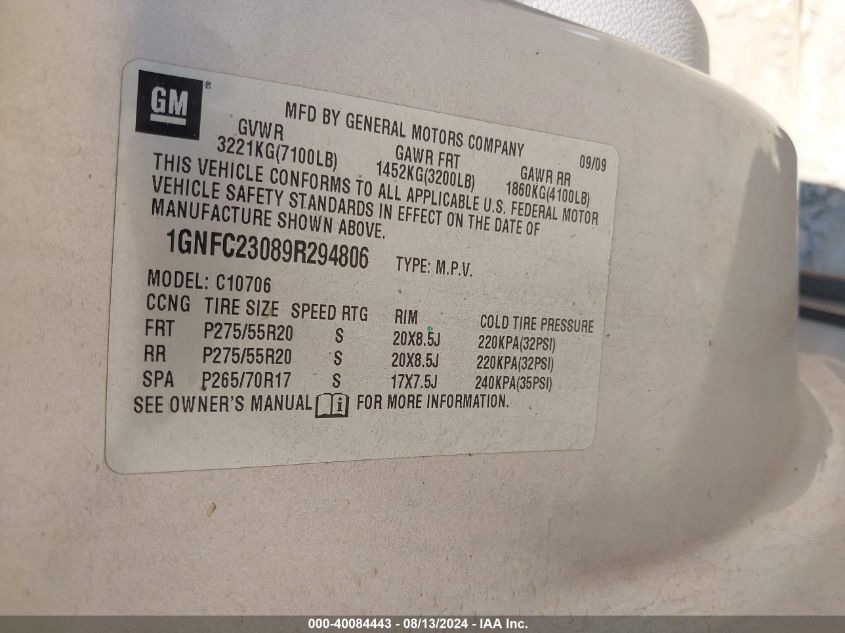 GM®
MFD BY GENERAL MOTORS COMPANY 09/09
GVWR GAWR FRT GAWR RR
3221KG(7100LB) 1452KG(3200LB) 1860KG(4100LB)
THIS VEHICLE CONFORMS TO ALL APPLICABLE U.S. FEDERAL MOTOR
VEHICLE SAFETY STANDARDS IN EFFECT ON THE DATE OF
MANUFACTURE SHOWN ABOVE.
1GNFC23089R294806 TYPE: M.P.V.
MODEL: C10706
CCNG TIRE SIZE SPEED RTG RIM COLD TIRE PRESSURE
FRT P275/55R20 S 20X8.5J 220KPA(32PSI)
RR P275/55R20 S 20X8.5J 220KPA(32PSI)
SPA P265/70R17 S 17X7.5J 240KPA(35PSI)
SEE OWNER'S MANUAL i FOR MORE INFORMATION.
000-40084443 - 08/13/2024 - IAA Inc.